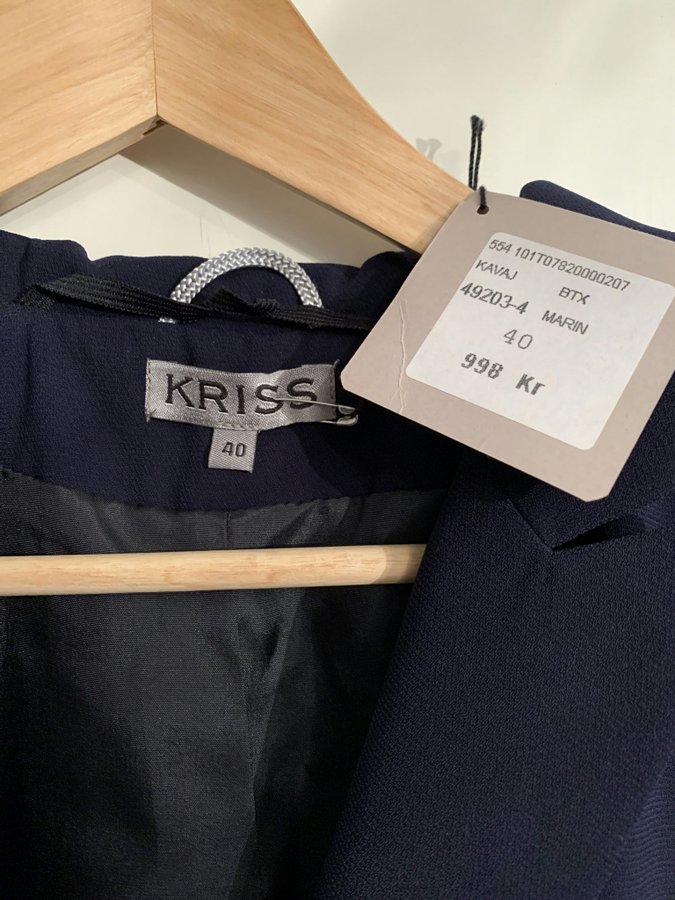 554 101T07820000207
KAVAJ BTX
49203-4 MARIN
40
998 Kr
KRISS
40